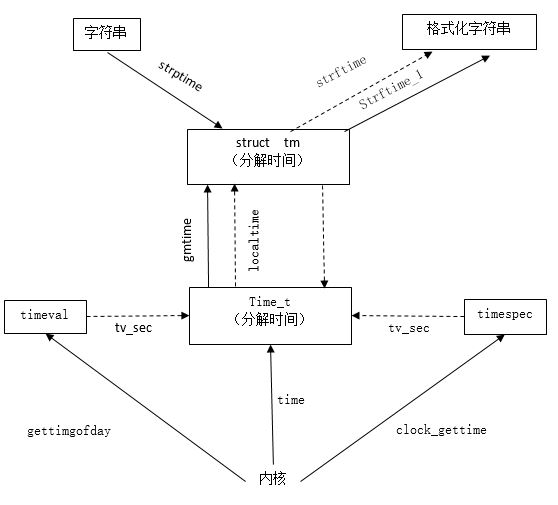 字符串
格式化字符串
strptime
strftime
Strftime_l
struct tm
（分解时间）
gmtime
localtime
Time_t
（分解时间）
timeval
tv_sec
tv_sec
timespec
time
gettimgofday
clock_gettime
内核